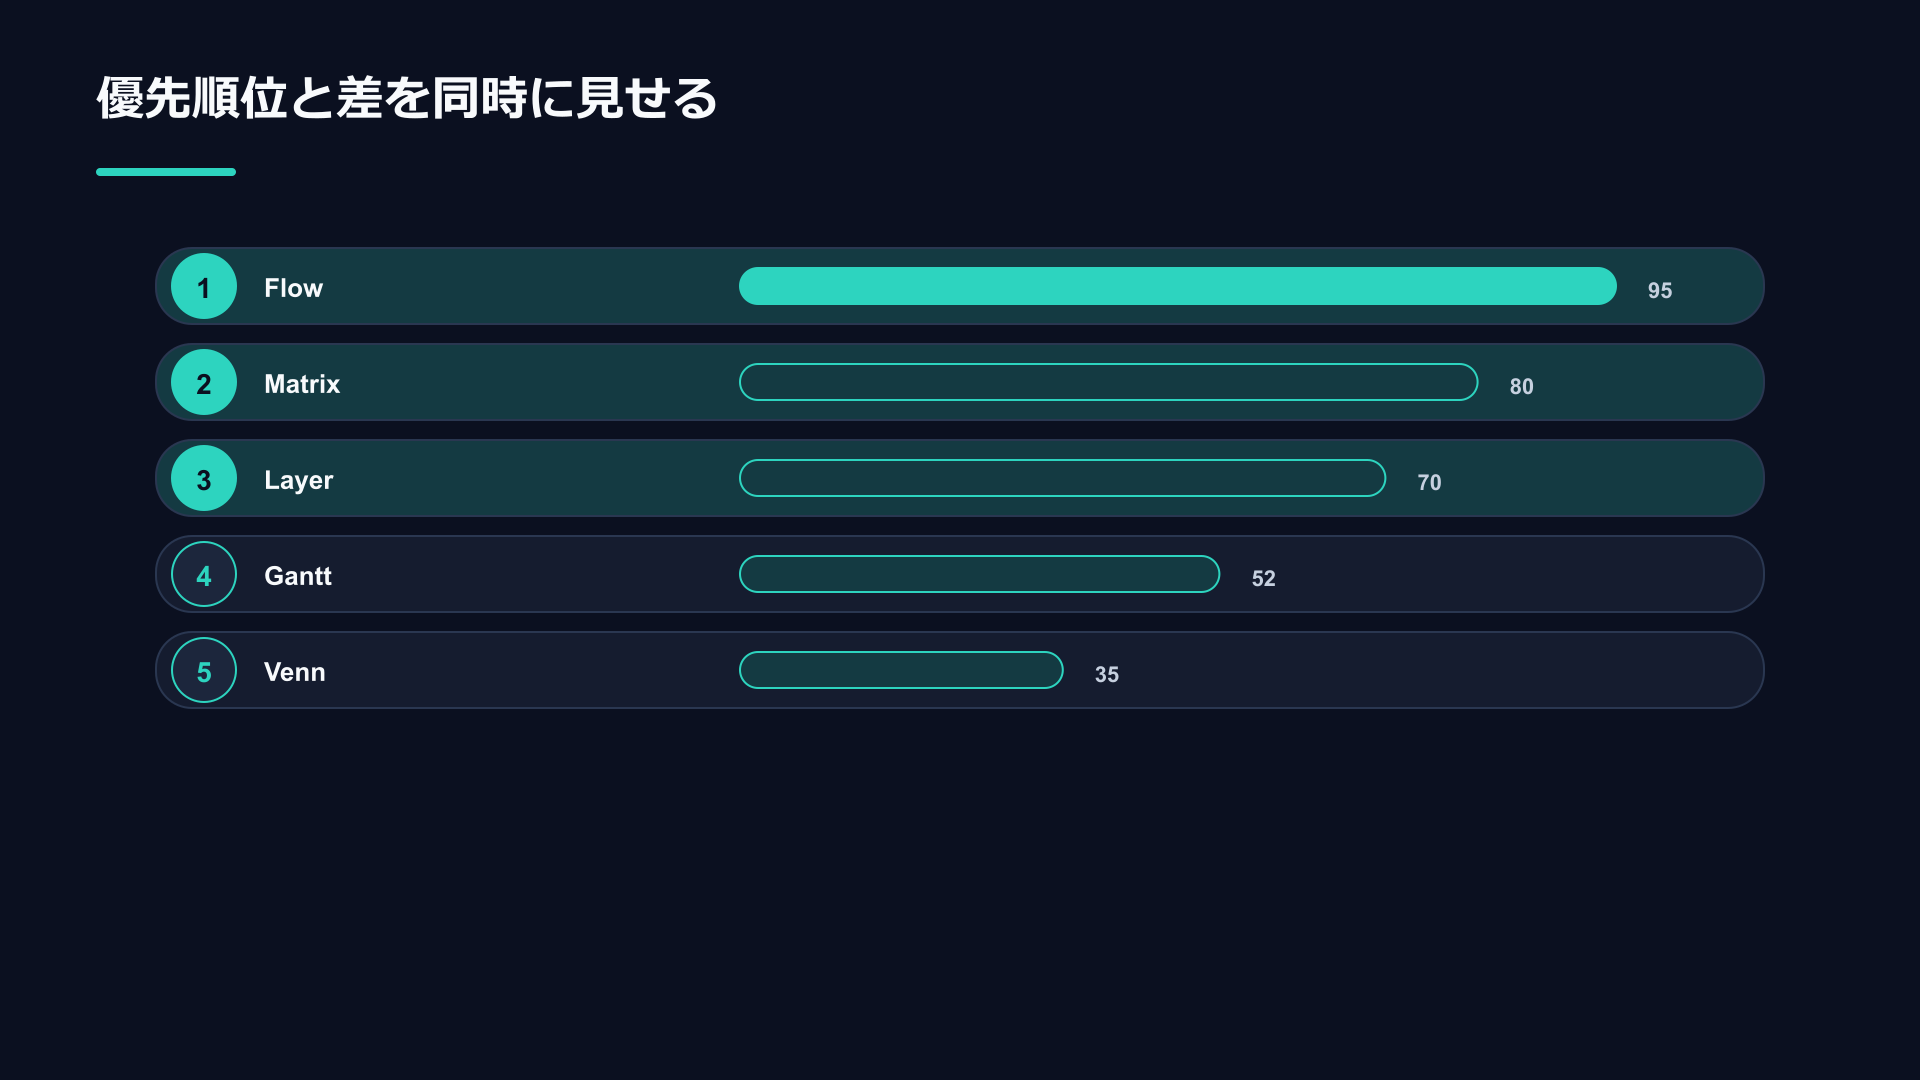 優先順位と差を同時に見せる
1 Flow 95
2 Matrix 80
3 Layer 70
4 Gantt 52
5 Venn 35